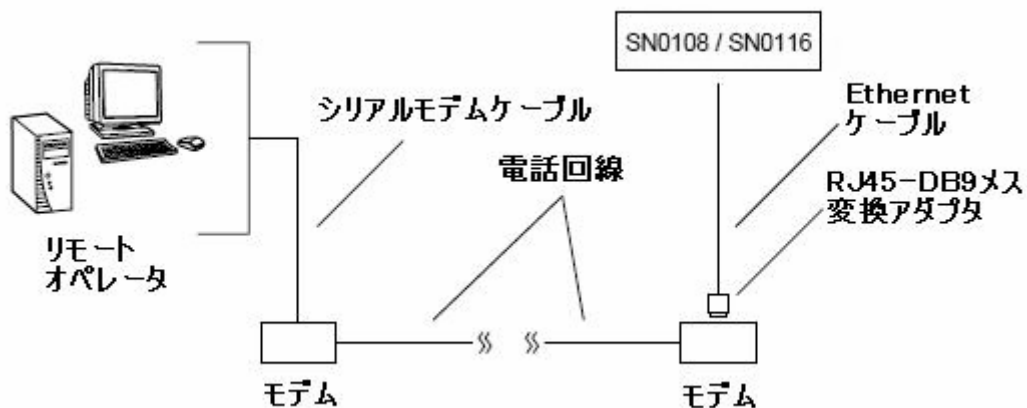 SN0108 / SN0116
シリアルモデムケーブル
Ethernet
ケーブル
電話回線
RJ45-DB9メス
変換アダプタ
リモート
オペレータ
モデム
モデム